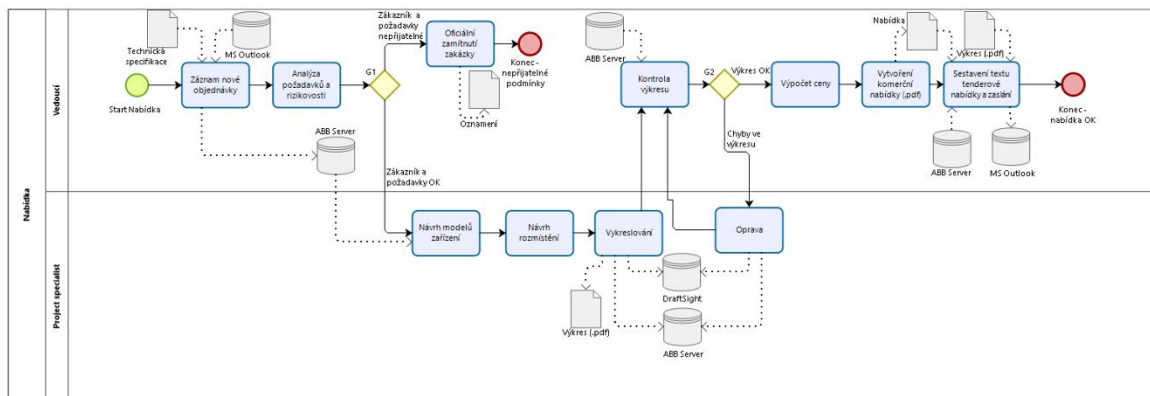 Nabídka
Vedoucí
Technická
specifikace
MS Outlook
Start Nabídka
Záznam nové
objednávky
Analýza
požadavků a
rizikovosti
G1
Zákazník a
požadavky
nepřijatelné
Oficiální
zamítnutí
zakázky
Konec -
nepřijatelné
podmínky
Oznamení
ABB Server
Zákazník a
požadavky OK
ABB Server
Kontrola
výkresu
G2
Výkres OK
Chyby ve
výkresu
Výpočet ceny
Nabídka
Vytvoření
komerční
nabídky (.pdf)
Výkres (.pdf)
Sestavení textu
tenderové
nabídky a zaslání
Konec -
nabídka OK
ABB Server
MS Outlook
Project specialist
Návrh modelů
zařízení
Návrh
rozmístění
Vykreslování
Oprava
Výkres (.pdf)
DraftSight
ABB Server